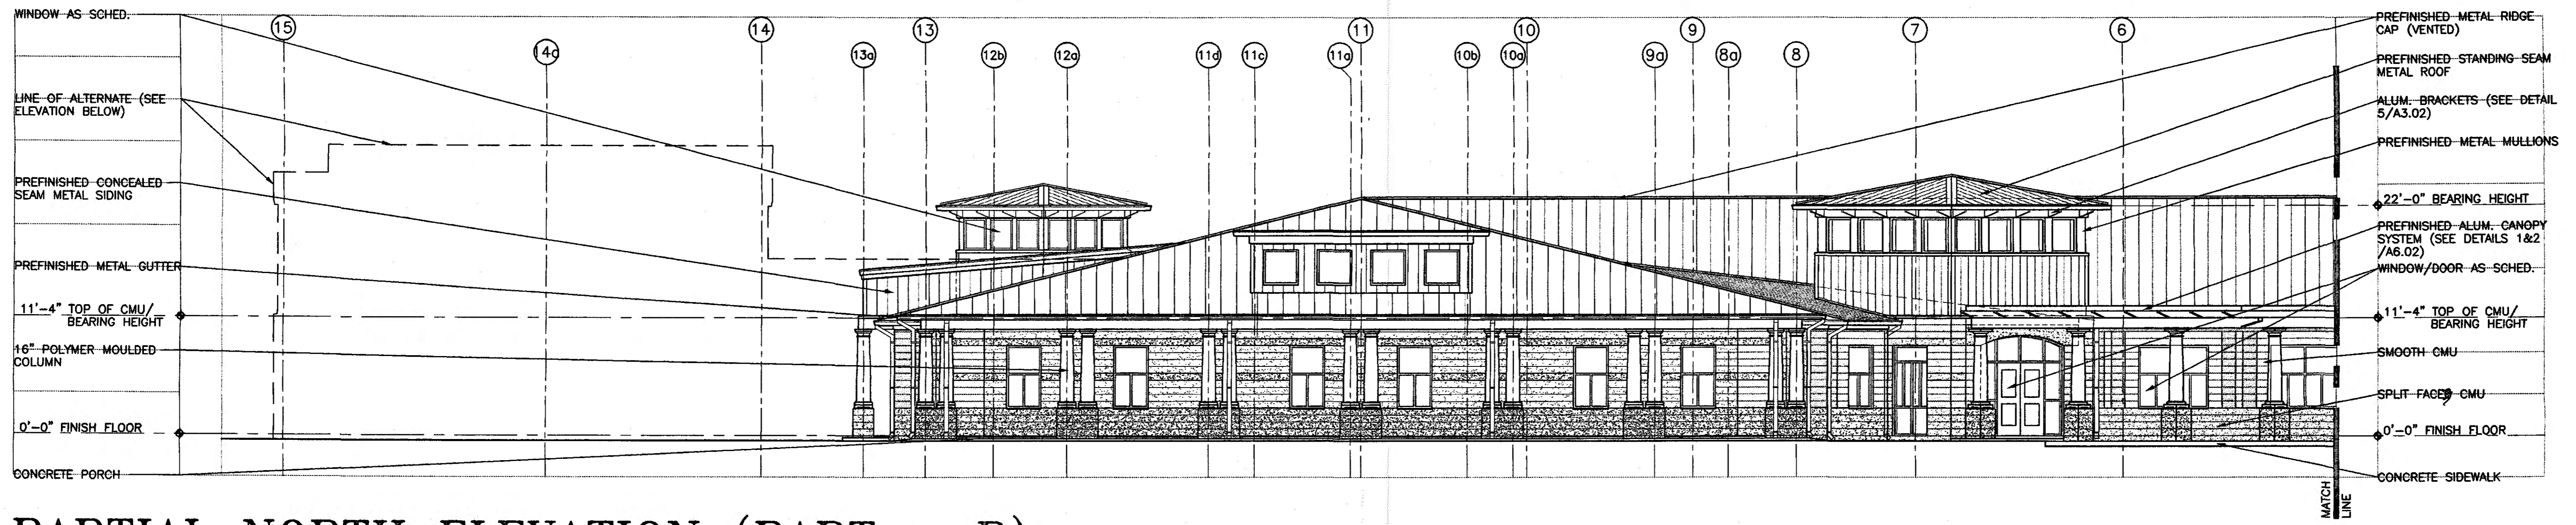 WINDOW AS SCHED.
LINE OF ALTERNATE (SEE
ELEVATION BELOW)
PREFINISHED CONCEALED
SEAM METAL SIDING
PREFINISHED METAL GUTTER
11'-4" TOP OF CMU/
BEARING HEIGHT
16" POLYMER MOULDED
COLUMN
0'-0" FINISH FLOOR
CONCRETE PORCH
15
14a
14
13a
13
12b
12a
11d
11c
11a
11
10b
10a
10
9a
9
8a
8
7
6
PREFINISHED METAL RIDGE
CAP (VENTED)
PREFINISHED STANDING SEAM
METAL ROOF
ALUM. BRACKETS (SEE DETAIL
5/A3.02)
PREFINISHED METAL MULLIONS
22'-0" BEARING HEIGHT
PREFINISHED ALUM. CANOPY
SYSTEM (SEE DETAILS 1&2
/A6.02)
WINDOW/DOOR AS SCHED.
11'-4" TOP OF CMU/
BEARING HEIGHT
SMOOTH CMU
SPLIT FACED CMU
0'-0" FINISH FLOOR
CONCRETE SIDEWALK
MATCH
LINE
PARTIAL NORTH ELEVATION (PART B)